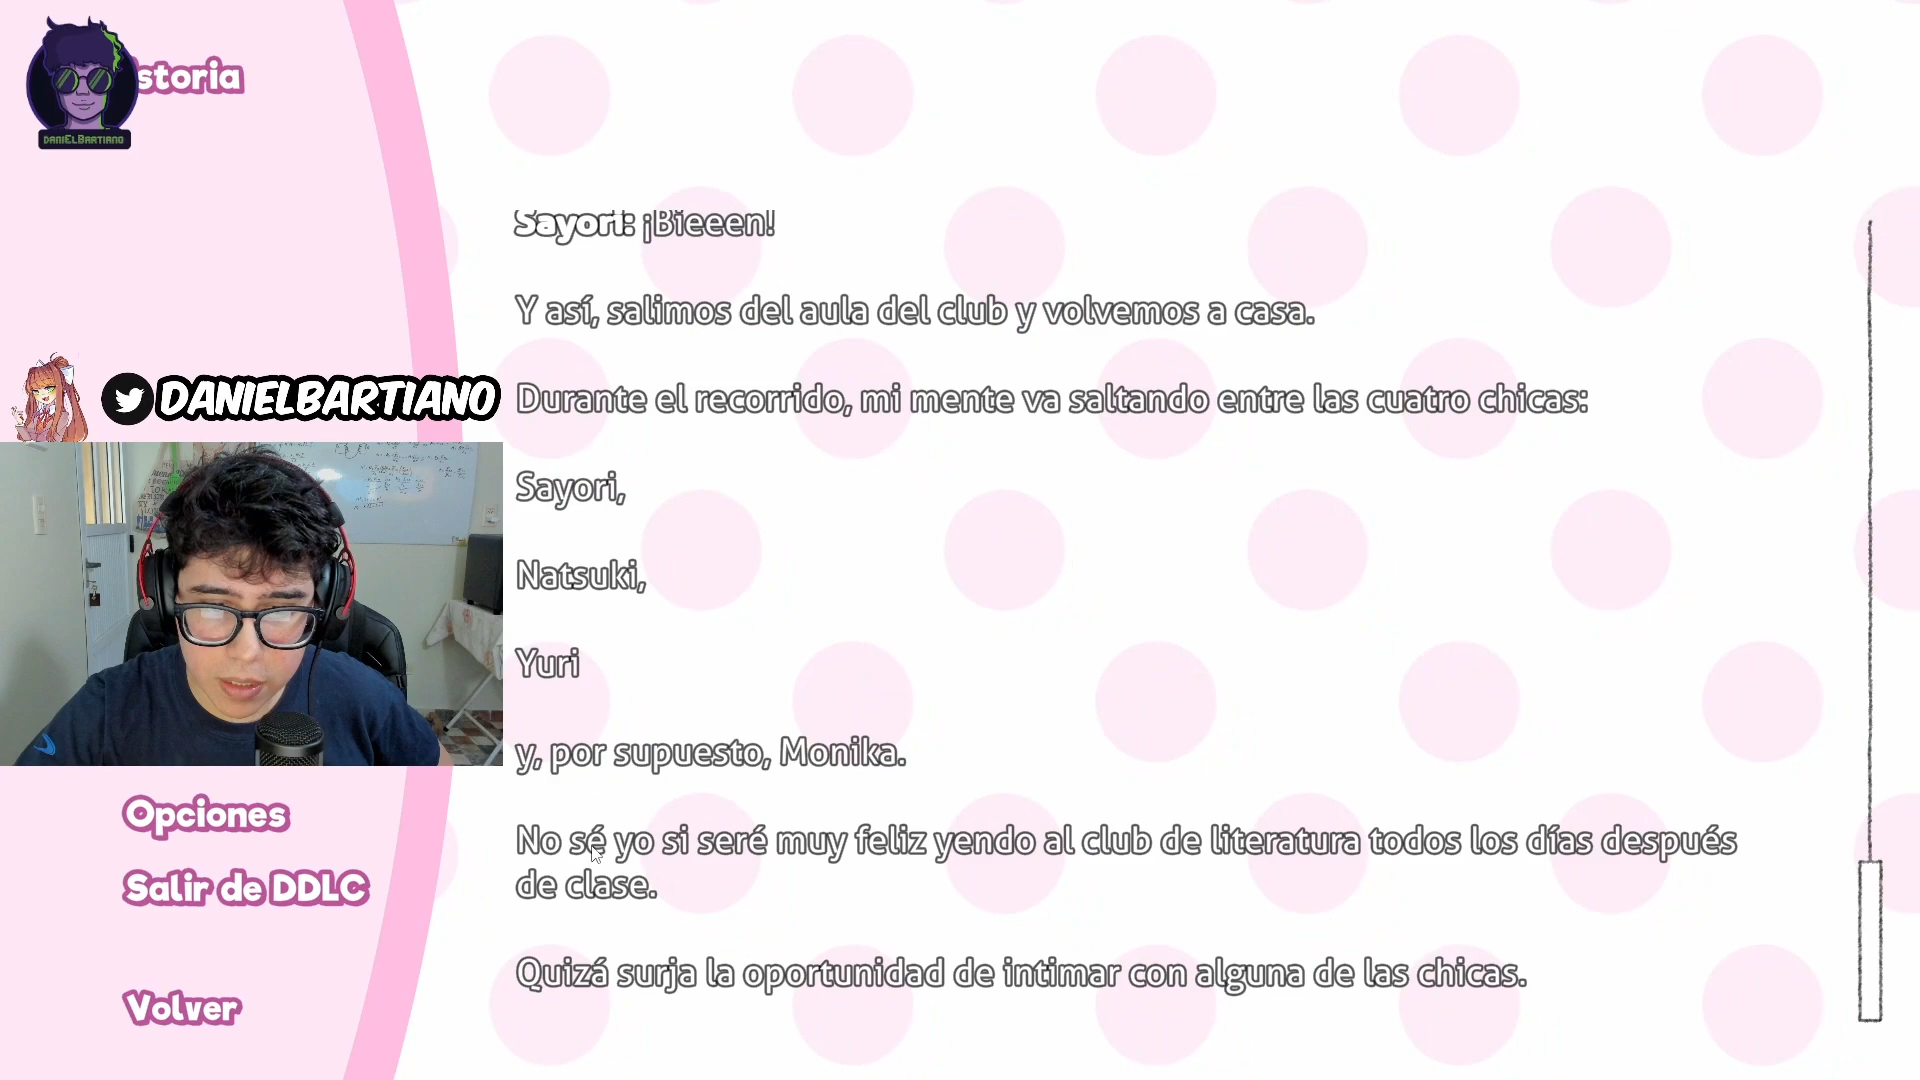 storia
DANIELBARTIANO
Sayori: ¡Bieeen!
Y así, salimos del aula del club y volvemos a casa.
Durante el recorrido, mi mente va saltando entre las cuatro chicas:
DANIELBARTIANO
Sayori,
Natsuki,
Yuri
y, por supuesto, Monika.
No sé yo si seré muy feliz yendo al club de literatura todos los días después
de clase.
Quizá surja la oportunidad de intimar con alguna de las chicas.
Opciones
Salir de DDLC
Volver